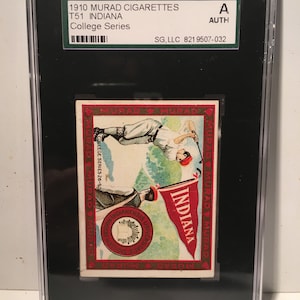 1910 MURAD CIGARETTES
T51 INDIANA
College Series
A
AUTH
SG, LLC 8219507-032
INDIANA